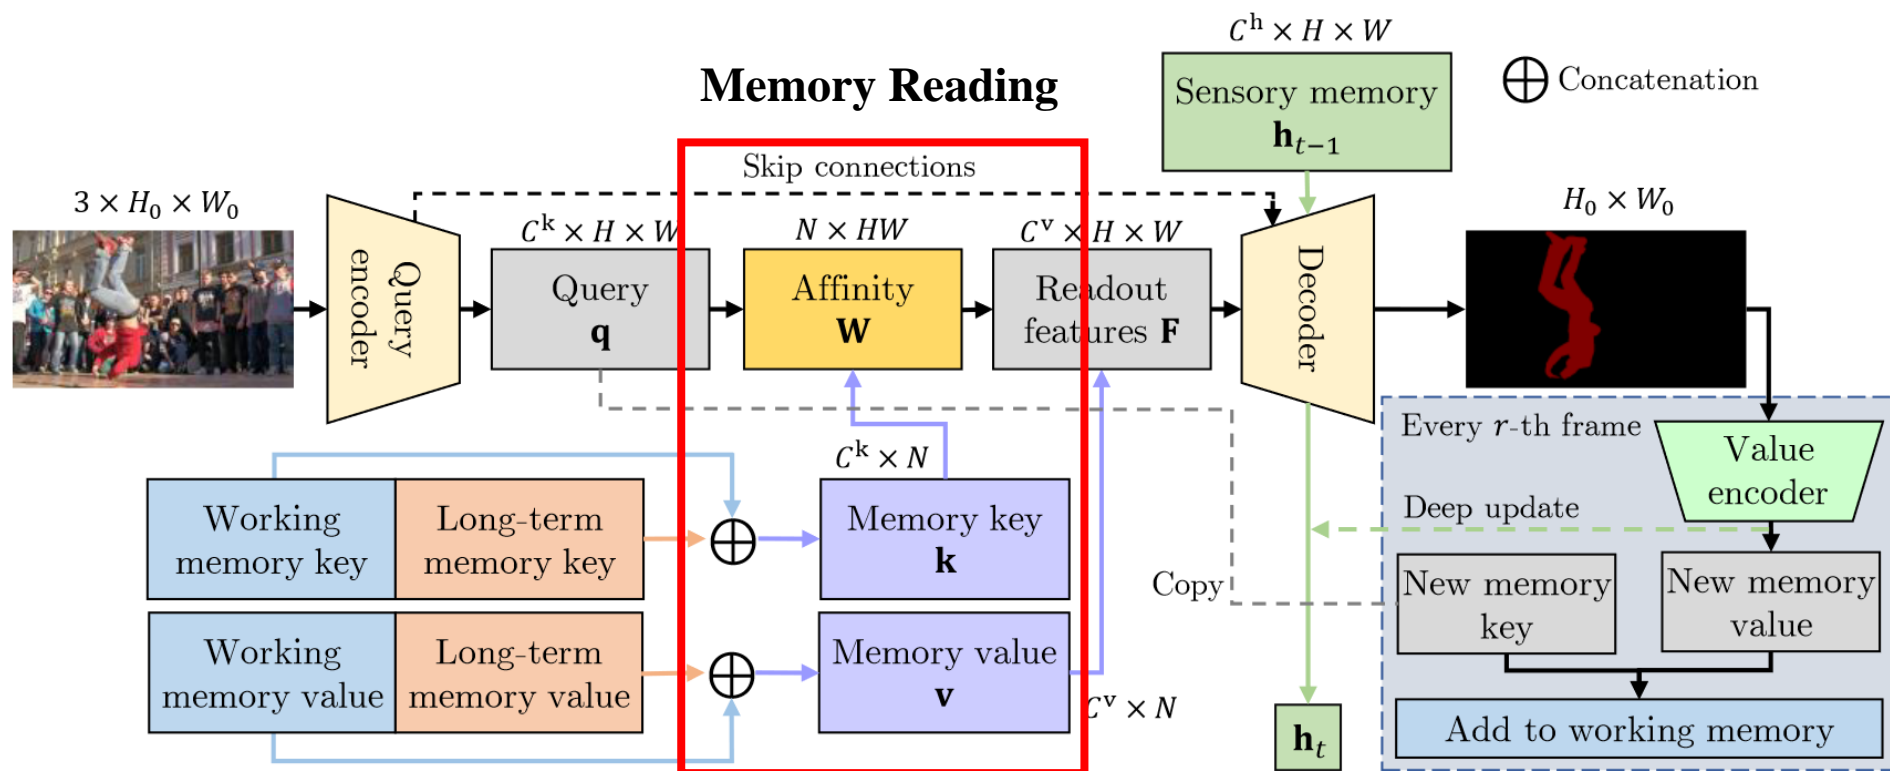 C^h × H × W
Sensory memory
h_{t−1}
⊕ Concatenation
Memory Reading
Skip connections
3 × H_0 × W_0
Query
encoder
C^k × H × W
Query
q
N × HW
Affinity
W
C^v × H × W
Readout
features F
Decoder
H_0 × W_0
C^k × N
Working
memory key
Long-term
memory key
Memory key
k
Working
memory value
Long-term
memory value
Memory value
v
C^v × N
Copy
h_t
Every r-th frame
Value
encoder
Deep update
New memory
key
New memory
value
Add to working memory